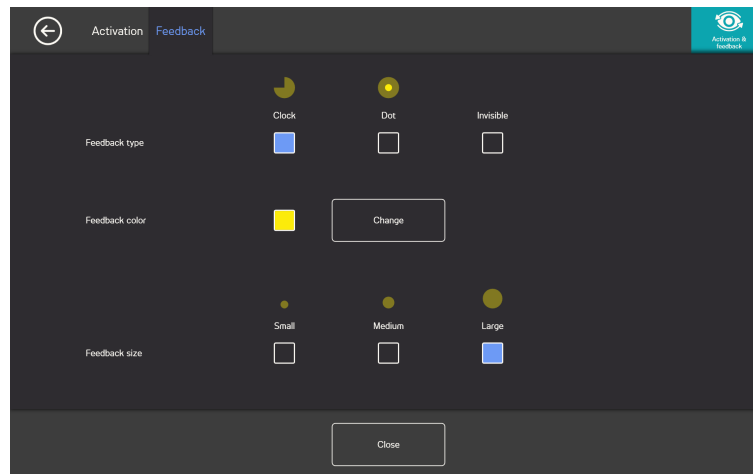 Activation Feedback
Activation &
feedback
Clock Dot Invisible
Feedback type
Feedback color Change
Small Medium Large
Feedback size
Close